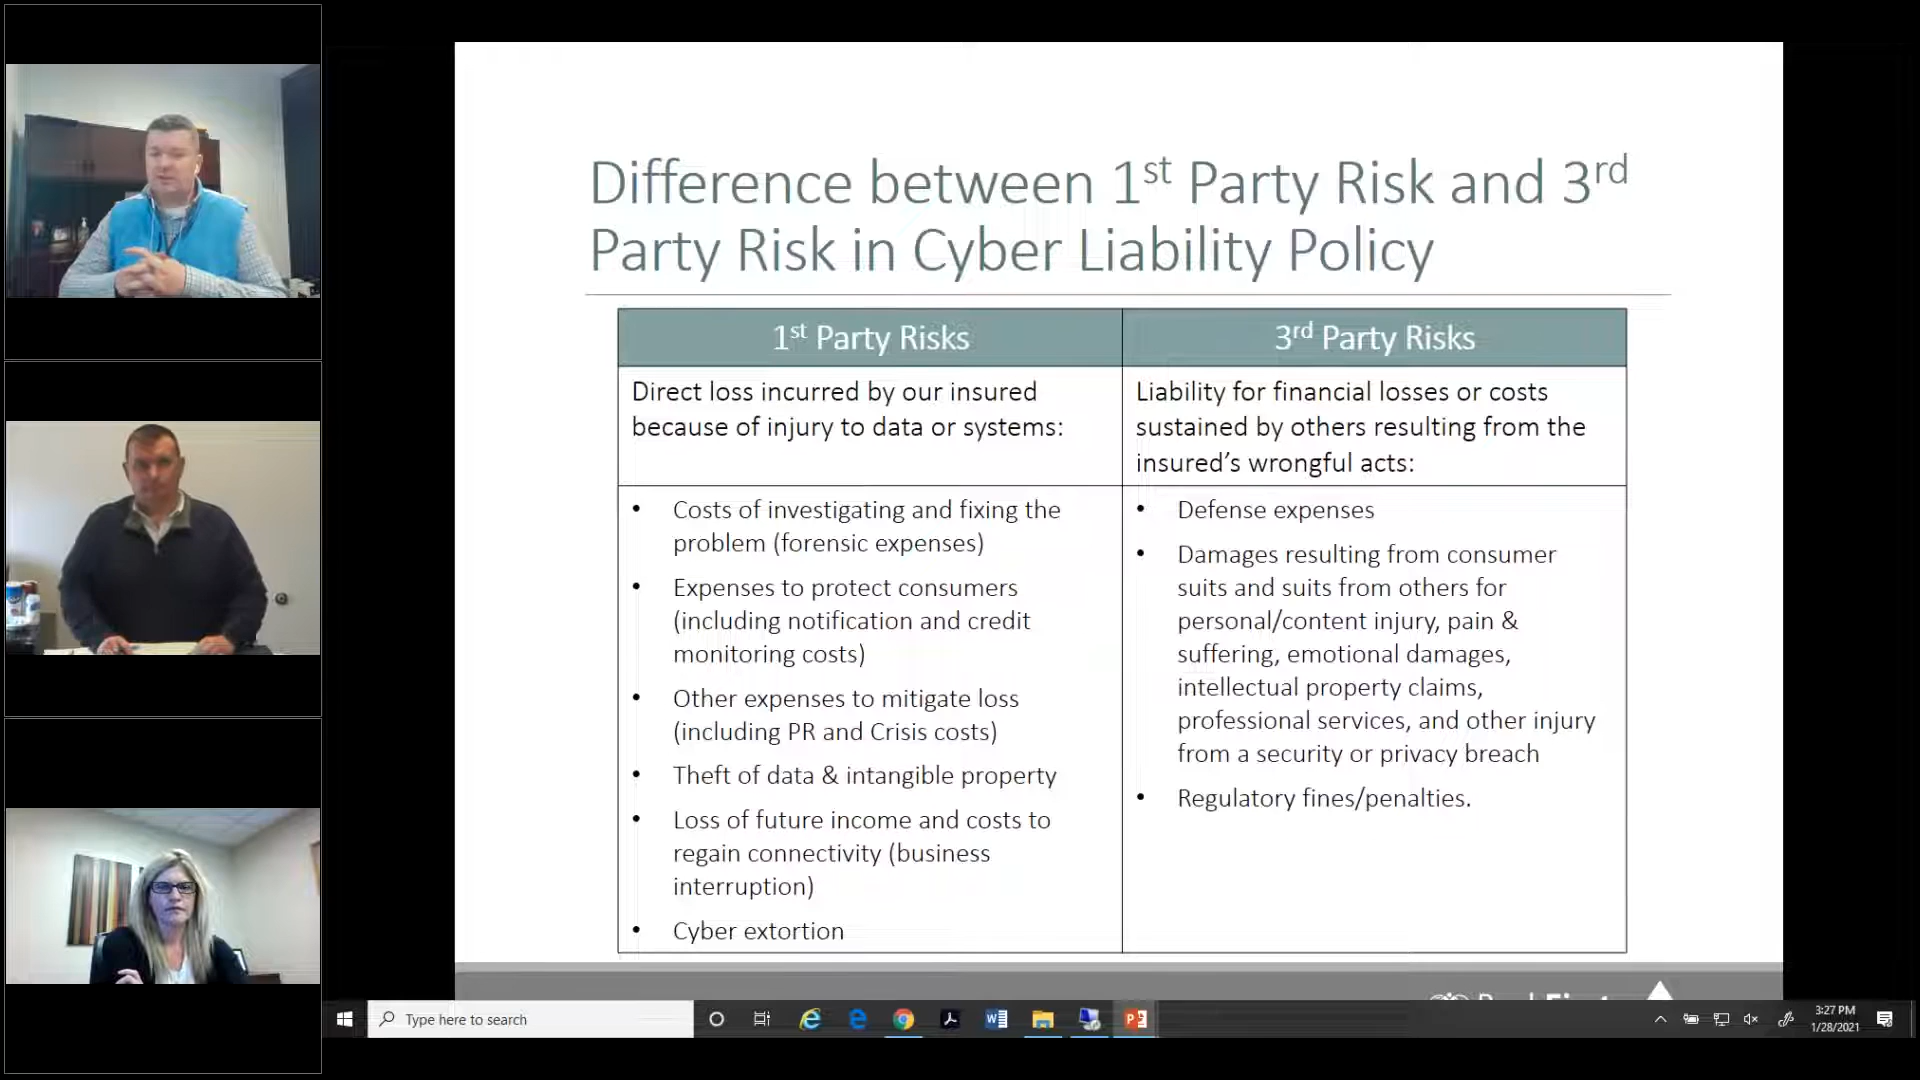 Difference between 1st Party Risk and 3rd
Party Risk in Cyber Liability Policy
1st Party Risks
3rd Party Risks
Direct loss incurred by our insured
because of injury to data or systems:
Liability for financial losses or costs
sustained by others resulting from the
insured’s wrongful acts:
• Costs of investigating and fixing the
problem (forensic expenses)
• Expenses to protect consumers
(including notification and credit
monitoring costs)
• Other expenses to mitigate loss
(including PR and Crisis costs)
• Theft of data & intangible property
• Loss of future income and costs to
regain connectivity (business
interruption)
• Cyber extortion
• Defense expenses
• Damages resulting from consumer
suits and suits from others for
personal/content injury, pain &
suffering, emotional damages,
intellectual property claims,
professional services, and other injury
from a security or privacy breach
• Regulatory fines/penalties.
Type here to search
3:27 PM
1/28/2021